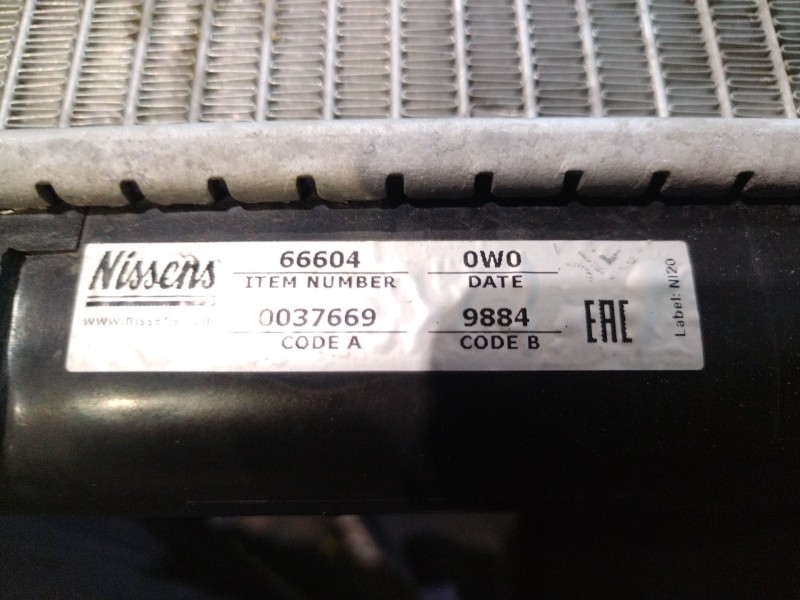 Nissens
66604
0W0
ITEM NUMBER
DATE
0037669
9884
CODE A
CODE B
EAC
Label: NI20